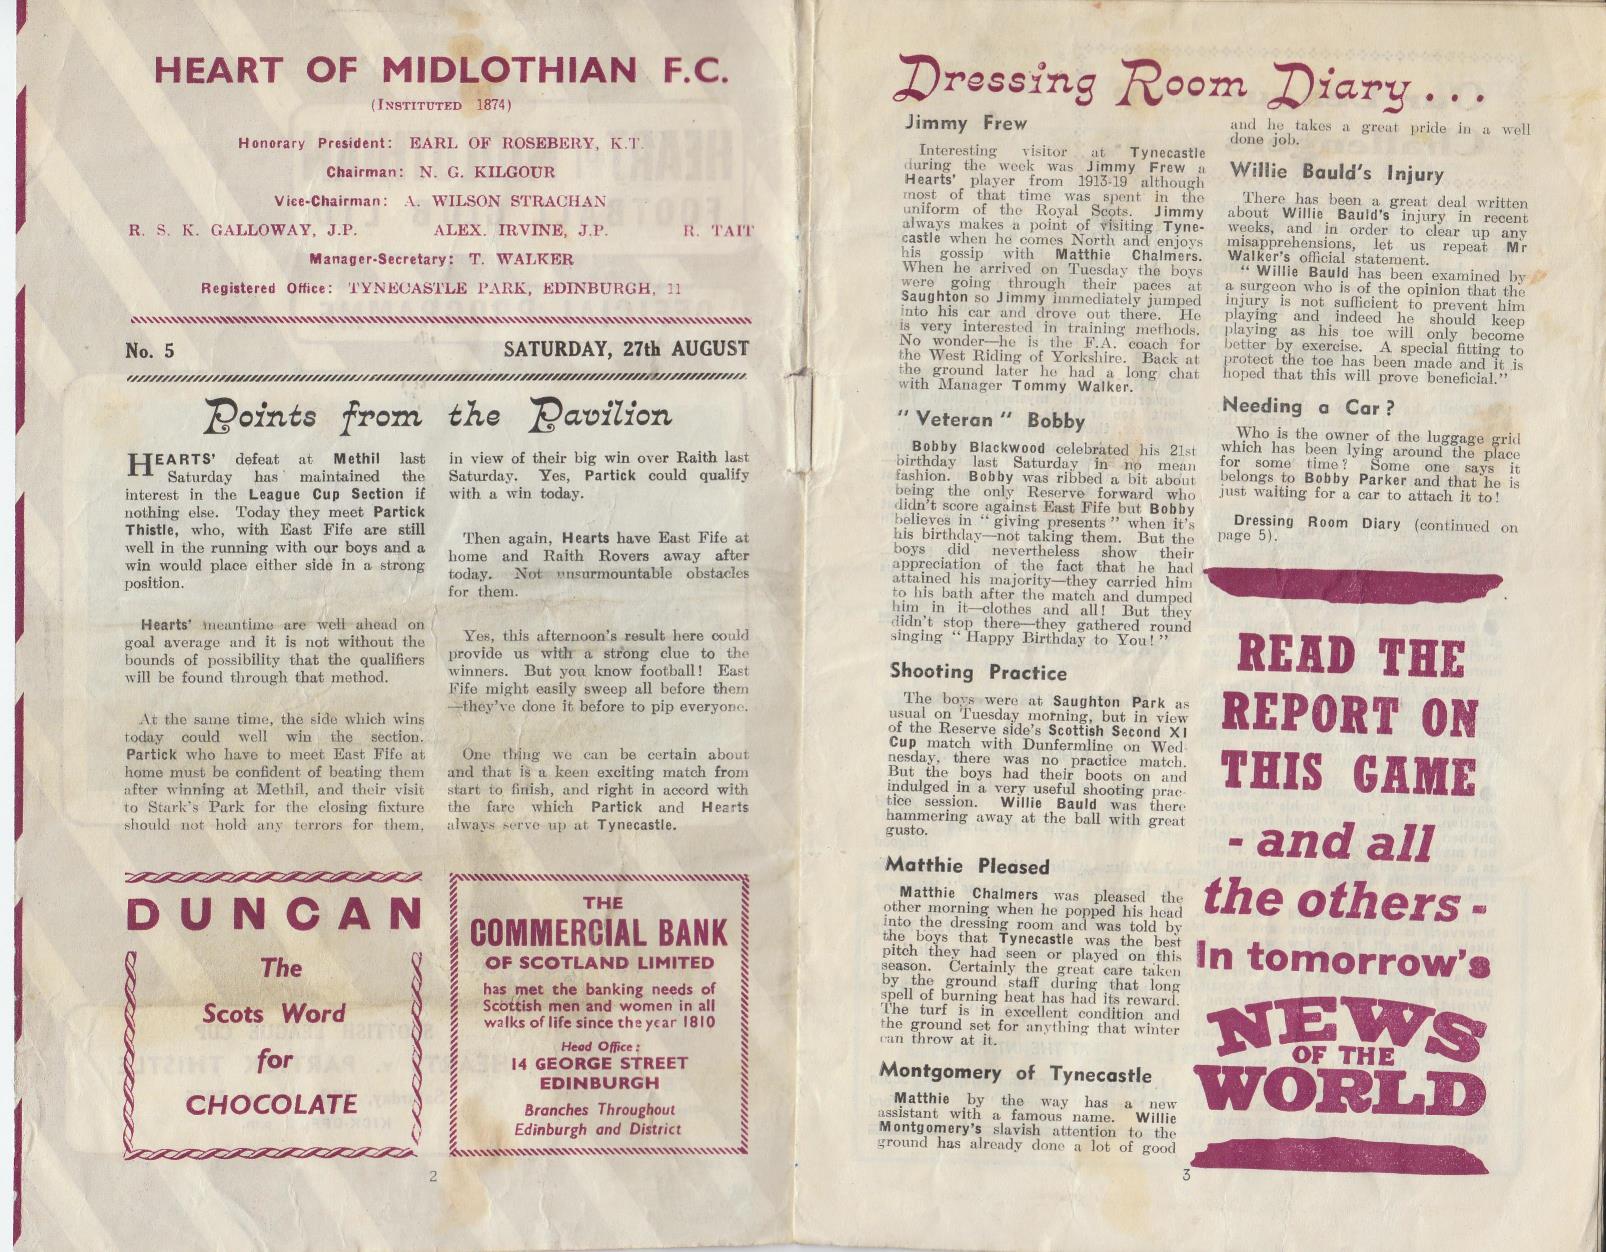 HEART OF MIDLOTHIAN F.C.
(INSTITUTED 1874)
Honorary President: EARL OF ROSEBERY, K.T.
Chairman: N. G. KILGOUR
Vice-Chairman: A. WILSON STRACHAN
R. S. K. GALLOWAY, J.P. ALEX. IRVINE, J.P. R. TAIT
Manager-Secretary: T. WALKER
Registered Office: TYNECASTLE PARK, EDINBURGH, 11
No. 5 SATURDAY, 27th AUGUST
Points from the Pavilion
HEARTS' defeat at Methil last
Saturday has maintained the
interest in the League Cup Section if
nothing else. Today they meet Partick
Thistle, who, with East Fife are still
well in the running with our boys and a
win would place either side in a strong
position.
Hearts' meantime are well ahead on
goal average and it is not without the
bounds of possibility that the qualifiers
will be found through that method.
At the same time, the side which wins
today could well win the section.
Partick who have to meet East Fife at
home must be confident of beating them
after winning at Methil, and their visit
to Stark's Park for the closing fixture
should not hold any terrors for them,
in view of their big win over Raith last
Saturday. Yes, Partick could qualify
with a win today.
Then again, Hearts have East Fife at
home and Raith Rovers away after
today. Not unsurmountable obstacles
for them.
Yes, this afternoon's result here could
provide us with a strong clue to the
winners. But you know football! East
Fife might easily sweep all before them
—they've done it before to pip everyone.
One thing we can be certain about
and that is a keen exciting match from
start to finish, and right in accord with
the fare which Partick and Hearts
always serve up at Tynecastle.
DUNCAN
The
Scots Word
for
CHOCOLATE
THE
COMMERCIAL BANK
OF SCOTLAND LIMITED
has met the banking needs of
Scottish men and women in all
walks of life since the year 1810
Head Office:
14 GEORGE STREET
EDINBURGH
Branches Throughout
Edinburgh and District
2
Dressing Room Diary . . .
Jimmy Frew
Interesting visitor at Tynecastle
during the week was Jimmy Frew a
Hearts' player from 1913-19 although
most of that time was spent in the
uniform of the Royal Scots. Jimmy
always makes a point of visiting Tyne-
castle when he comes North and enjoys
his gossip with Matthie Chalmers.
When he arrived on Tuesday the boys
were going through their paces at
Saughton so Jimmy immediately jumped
into his car and drove out there. He
is very interested in training methods.
No wonder—he is the F.A. coach for
the West Riding of Yorkshire. Back at
the ground later he had a long chat
with Manager Tommy Walker.
" Veteran " Bobby
Bobby Blackwood celebrated his 21st
birthday last Saturday in no mean
fashion. Bobby was ribbed a bit about
being the only Reserve forward who
didn't score against East Fife but Bobby
believes in " giving presents " when it's
his birthday—not taking them. But the
boys did nevertheless show their
appreciation of the fact that he had
attained his majority—they carried him
to his bath after the match and dumped
him in it—clothes and all! But they
didn't stop there—they gathered round
singing " Happy Birthday to You! "
Shooting Practice
The boys were at Saughton Park as
usual on Tuesday morning, but in view
of the Reserve side's Scottish Second XI
Cup match with Dunfermline on Wed-
nesday, there was no practice match.
But the boys had their boots on and
indulged in a very useful shooting prac-
tice session. Willie Bauld was there
hammering away at the ball with great
gusto.
Matthie Pleased
Matthie Chalmers was pleased the
other morning when he popped his head
into the dressing room and was told by
the boys that Tynecastle was the best
pitch they had seen or played on this
season. Certainly the great care taken
by the ground staff during that long
spell of burning heat has had its reward.
The turf is in excellent condition and
the ground set for anything that winter
can throw at it.
Montgomery of Tynecastle
Matthie by the way has a new
assistant with a famous name. Willie
Montgomery's slavish attention to the
ground has already done a lot of good
and he takes a great pride in a well
done job.
Willie Bauld's Injury
There has been a great deal written
about Willie Bauld's injury in recent
weeks, and in order to clear up any
misapprehensions, let us repeat Mr
Walker's official statement.
" Willie Bauld has been examined by
a surgeon who is of the opinion that the
injury is not sufficient to prevent him
playing and indeed he should keep
playing as his toe will only become
better by exercise. A special fitting to
protect the toe has been made and it is
hoped that this will prove beneficial."
Needing a Car?
Who is the owner of the luggage grid
which has been lying around the place
for some time? Some one says it
belongs to Bobby Parker and that he is
just waiting for a car to attach it to!
Dressing Room Diary (continued on
page 5).
READ THE
REPORT ON
THIS GAME
- and all
the others -
In tomorrow's
NEWS
OF THE
WORLD
3